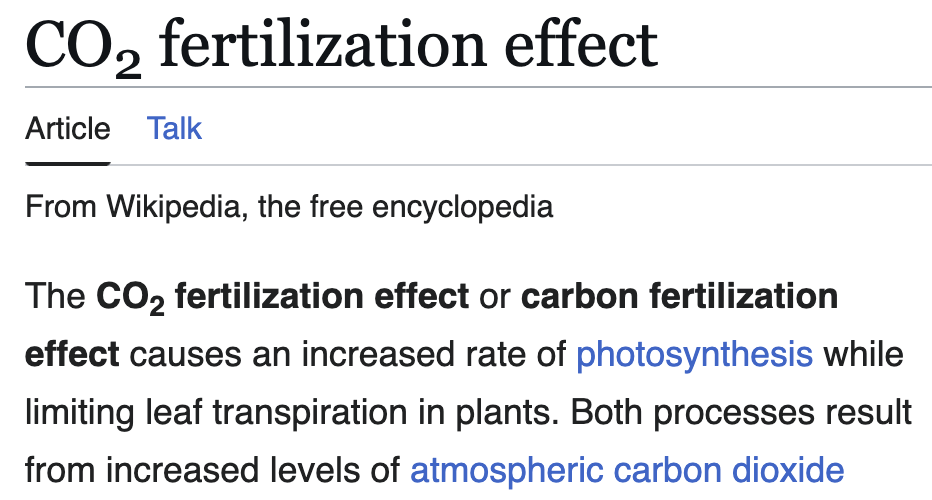 CO₂ fertilization effect
Article Talk
From Wikipedia, the free encyclopedia
The CO₂ fertilization effect or carbon fertilization
effect causes an increased rate of photosynthesis while
limiting leaf transpiration in plants. Both processes result
from increased levels of atmospheric carbon dioxide